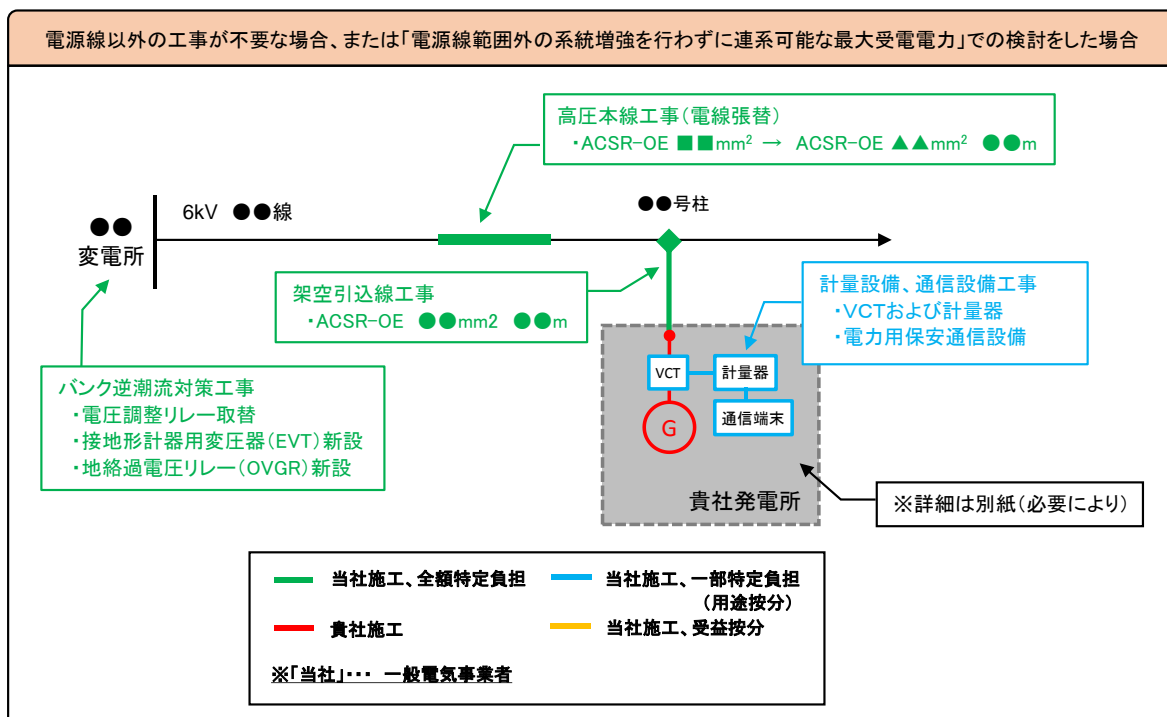 電源線以外の工事が不要な場合、または「電源線範囲外の系統増強を行わずに連系可能な最大受電電力」での検討をした場合
高圧本線工事(電線張替)
・ACSR-OE ■■mm² → ACSR-OE ▲▲mm² ●●m
6kV ●●線
●●号柱
●●
変電所
架空引込線工事
・ACSR-OE ●●mm2 ●●m
計量設備、通信設備工事
・VCTおよび計量器
・電力用保安通信設備
バンク逆潮流対策工事
・電圧調整リレー取替
・接地形計器用変圧器(EVT)新設
・地絡過電圧リレー(OVGR)新設
VCT
計量器
通信端末
G
貴社発電所
※詳細は別紙(必要により)
当社施工、全額特定負担
当社施工、一部特定負担
(用途按分)
貴社施工
当社施工、受益按分
※「当社」・・・ 一般電気事業者